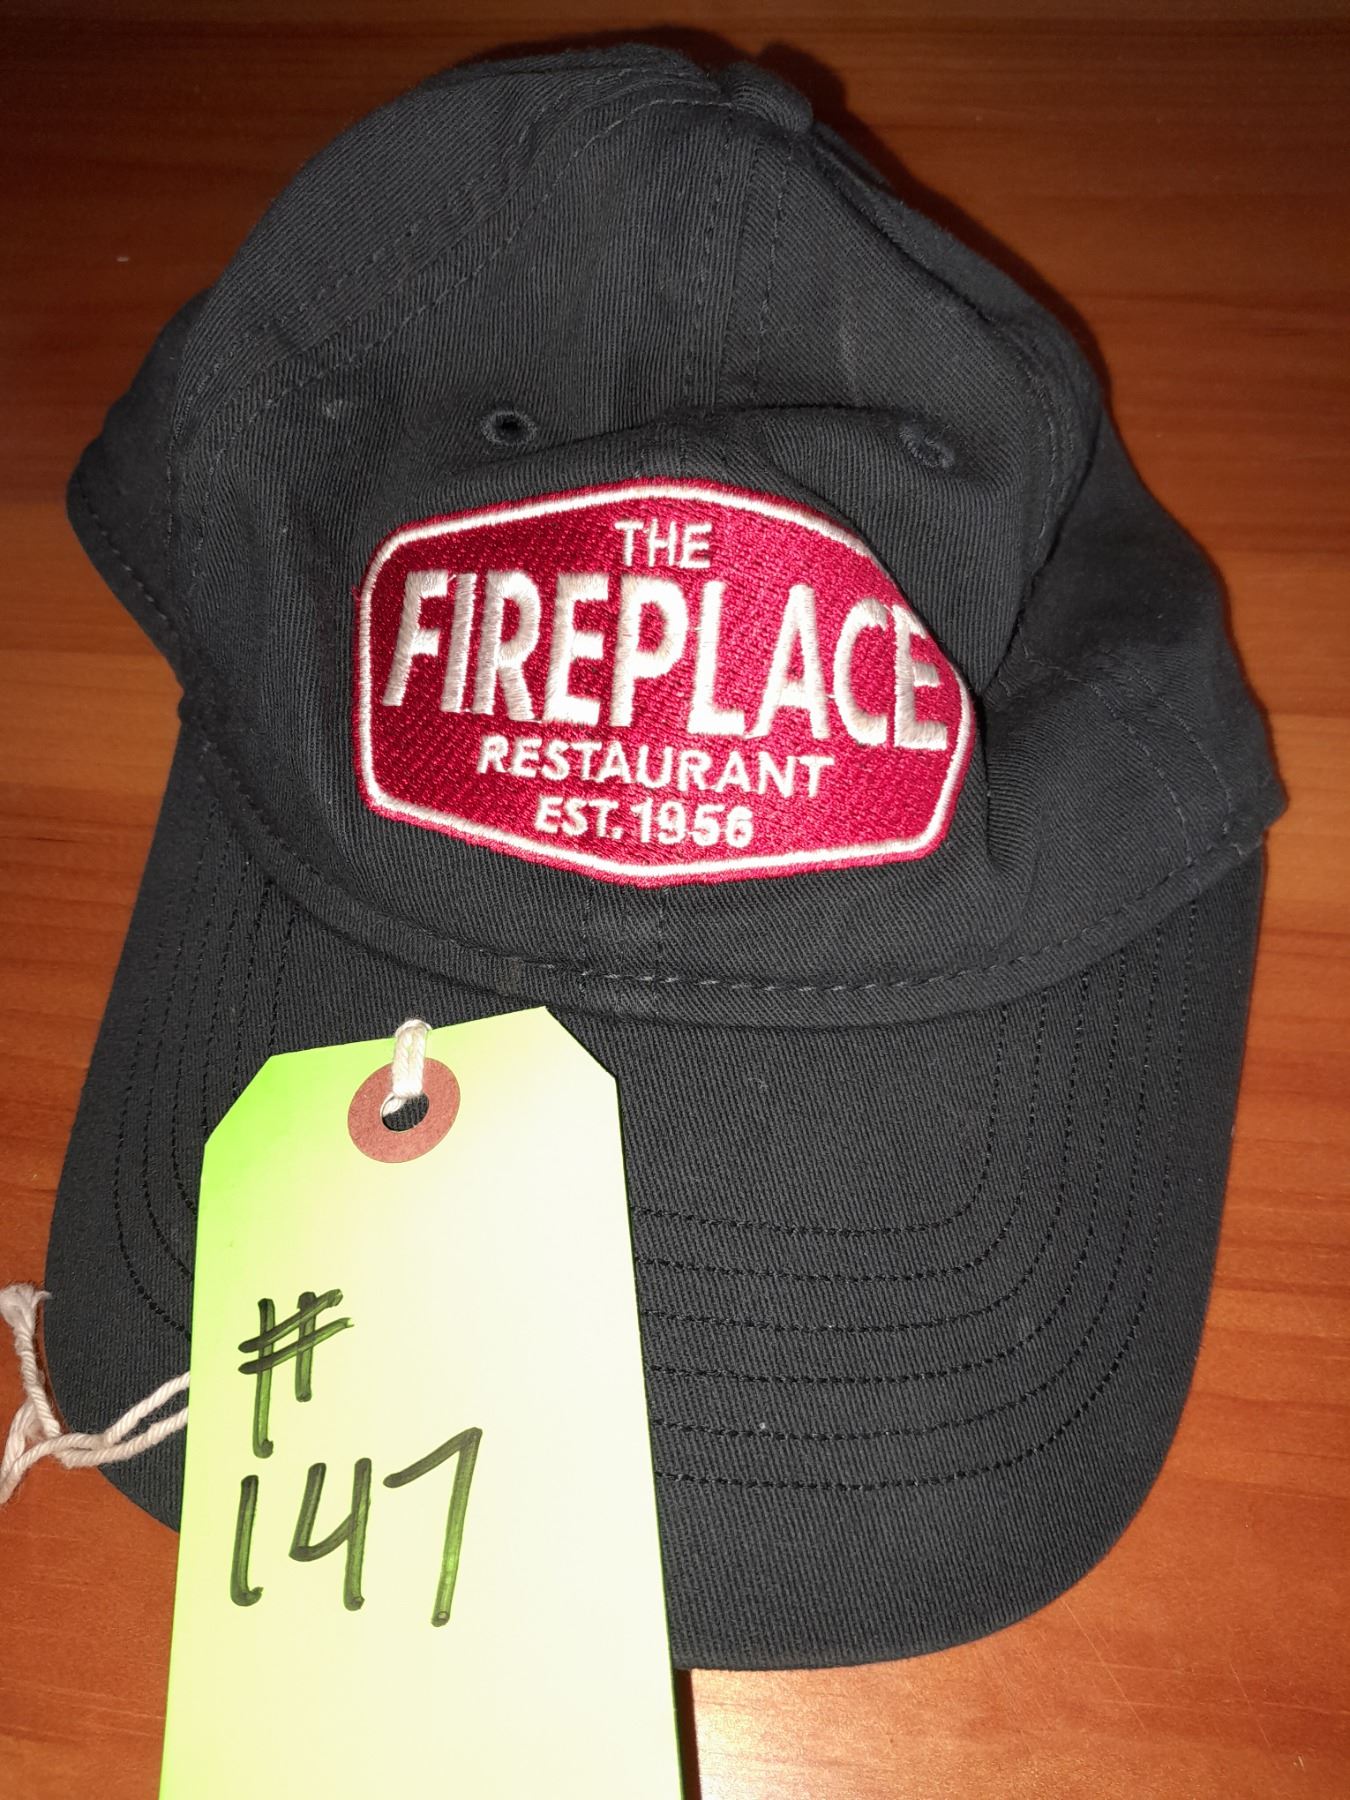 THE
FIREPLACE
RESTAURANT
EST. 1956
#
147